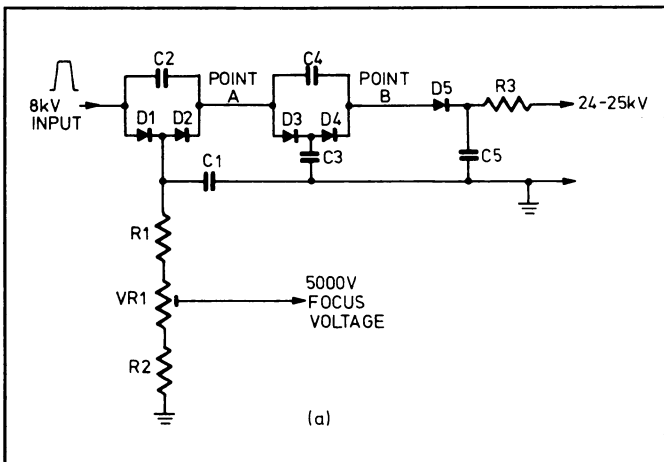 C2
C4
8kV
INPUT
POINT
A
POINT
B
D1
D2
D3
D4
D5
R3
24-25kV
C1
C3
C5
R1
VR1
5000V
FOCUS
VOLTAGE
R2
(a)